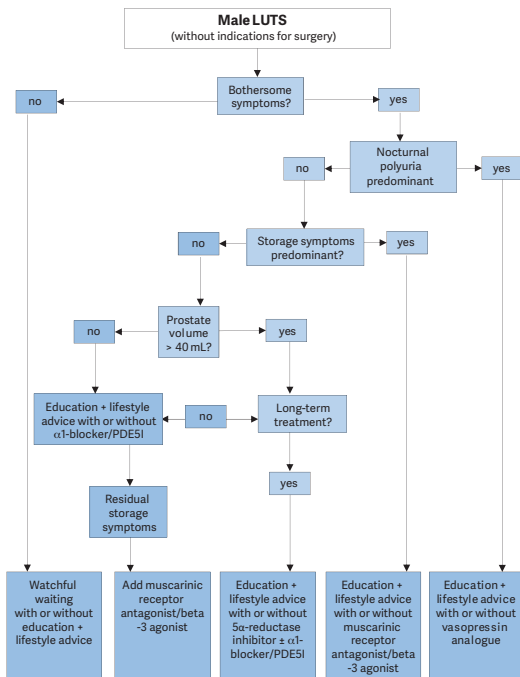 Male LUTS
(without indications for surgery)
Bothersome
symptoms?
no
yes
Nocturnal
polyuria
predominant
no
yes
Storage symptoms
predominant?
no
yes
Prostate
volume
> 40 mL?
no
yes
Education + lifestyle
advice with or without
α1-blocker/PDE5I
no
Long-term
treatment?
yes
Residual
storage
symptoms
Watchful
waiting
with or without
education +
lifestyle advice
Add muscarinic
receptor
antagonist/beta
-3 agonist
Education +
lifestyle advice
with or without
5α-reductase
inhibitor ± α1-
blocker/PDE5I
Education +
lifestyle advice
with or without
muscarinic
receptor
antagonist/beta
-3 agonist
Education +
lifestyle advice
with or without
vasopressin
analogue